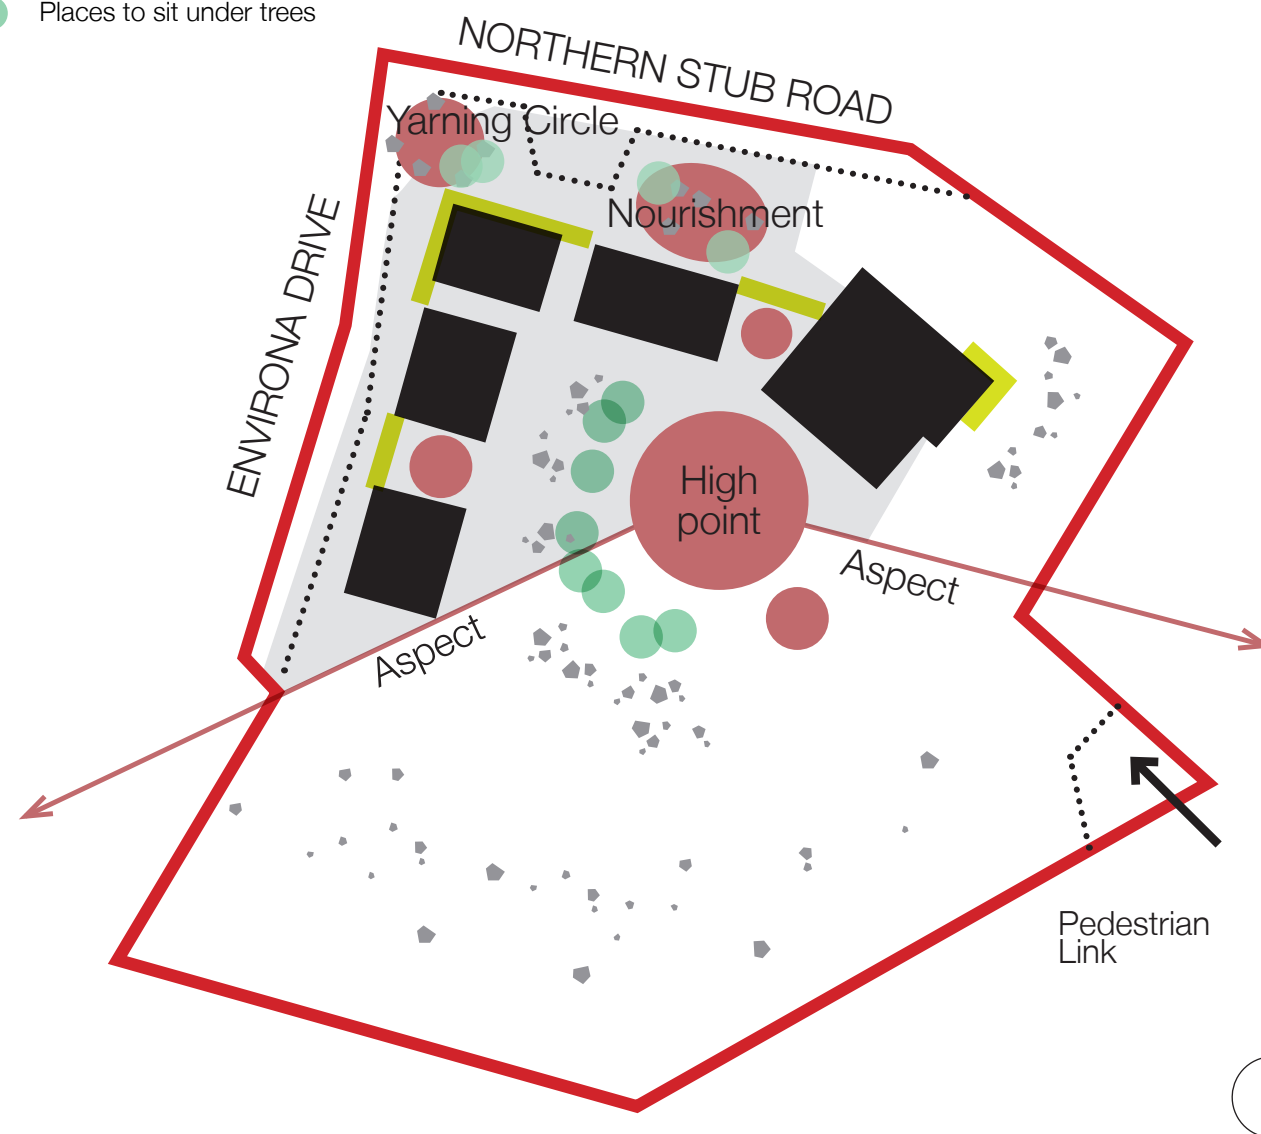 Places to sit under trees
NORTHERN STUB ROAD
Yarning Circle
Nourishment
ENVIRONA DRIVE
High
point
Aspect
Aspect
Pedestrian
Link